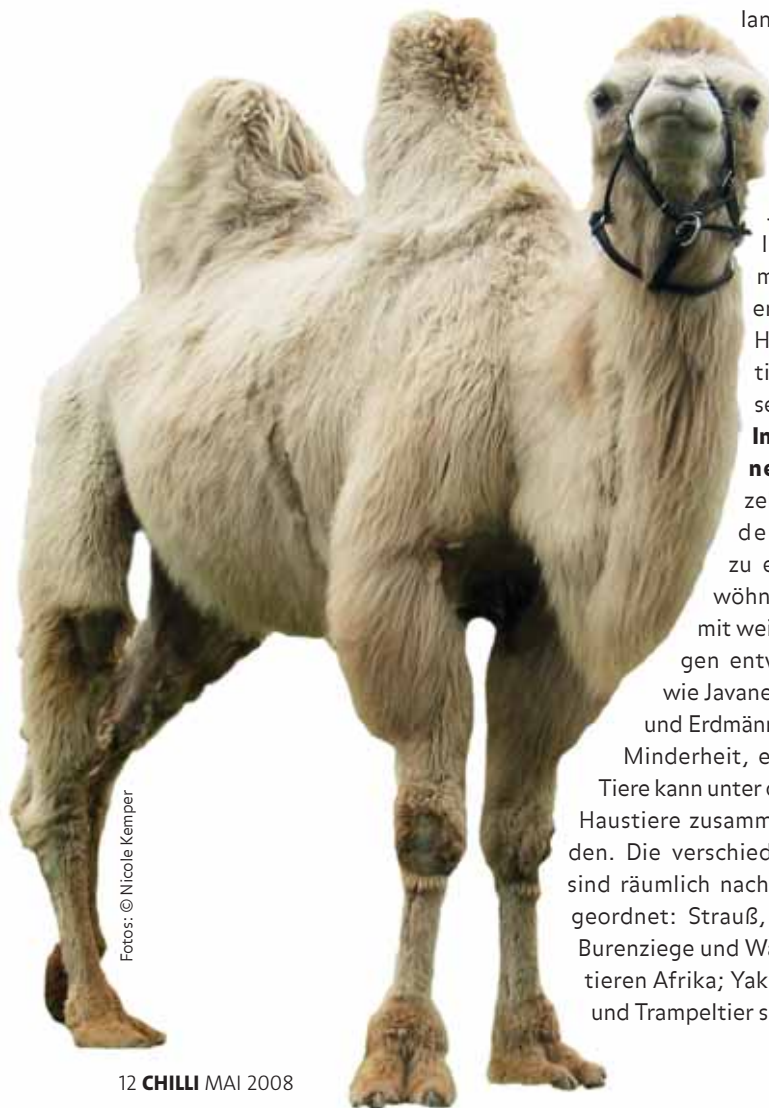 lan
I
m
er
H
ti
se
In
ne
ze
de
zu e
wöhn
mit wei
gen entw
wie Javane
und Erdmänn
Minderheit, e
Tiere kann unter
Haustiere zusamm
den. Die verschied
sind räumlich nach
geordnet: Strauß,
Burenziege und Wa
tieren Afrika; Yak
und Trampeltier s
Fotos: © Nicole Kemper
12 CHILLI MAI 2008